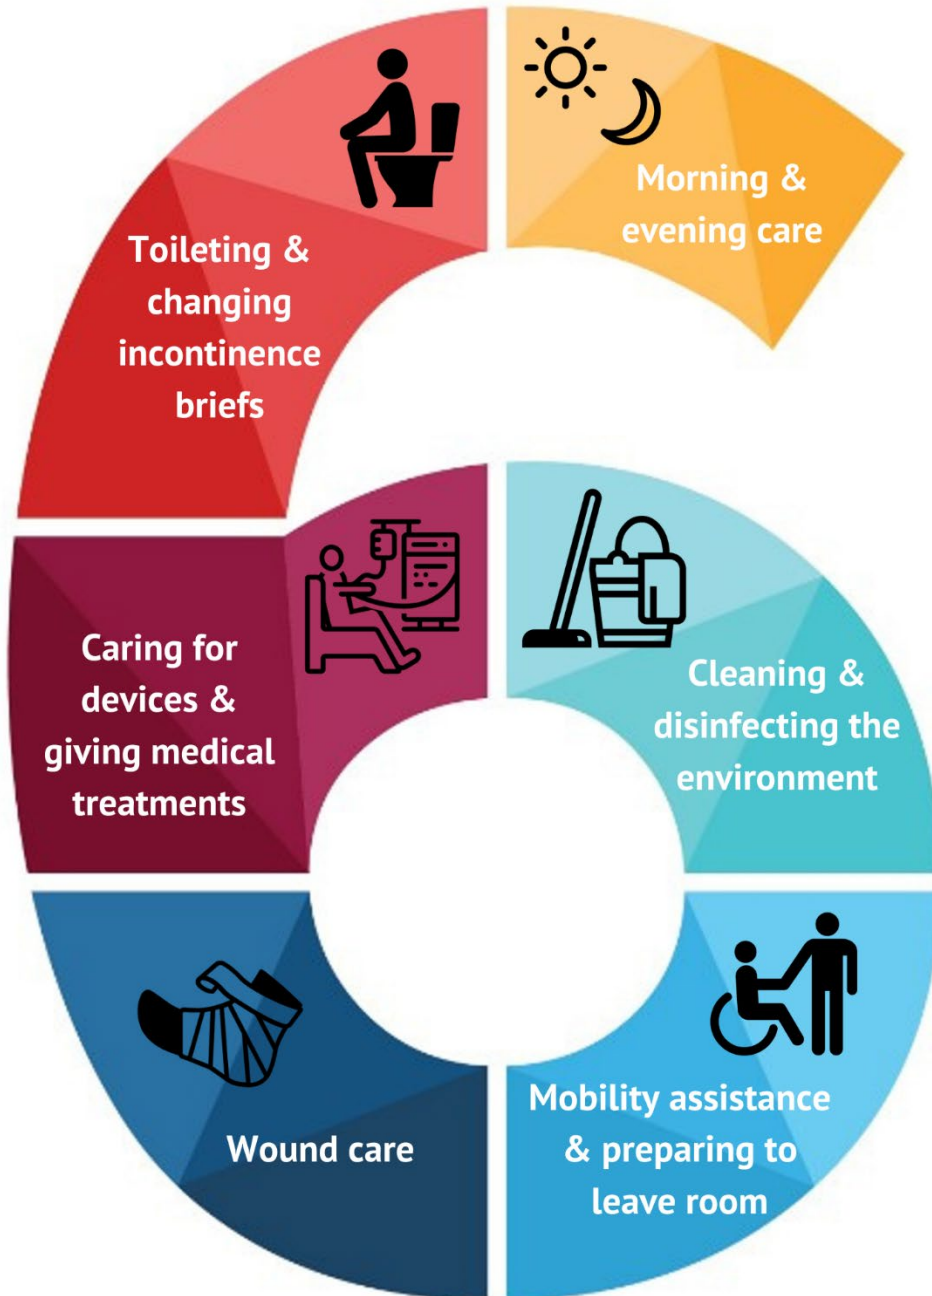 Morning &
evening care
Toileting &
changing
incontinence
briefs
Caring for
devices &
giving medical
treatments
Cleaning &
disinfecting the
environment
Wound care
Mobility assistance
& preparing to
leave room